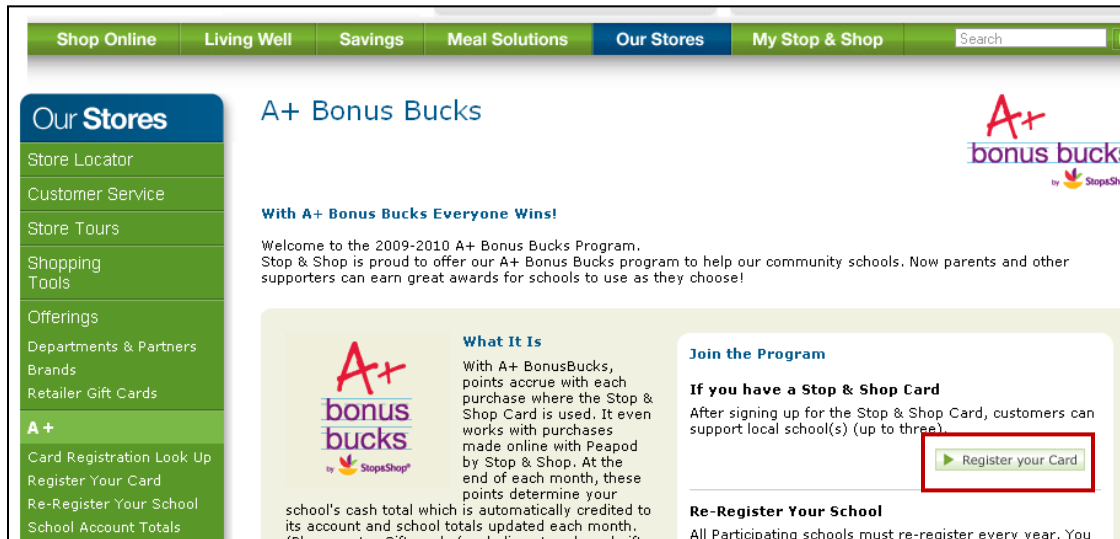 Shop Online Living Well Savings Meal Solutions Our Stores My Stop & Shop Search
Our Stores
Store Locator
Customer Service
Store Tours
Shopping
Tools
Offerings
Departments & Partners
Brands
Retailer Gift Cards
A+
Card Registration Look Up
Register Your Card
Re-Register Your School
School Account Totals
A+ Bonus Bucks
A+
bonus bucks
by Stop&Sh
With A+ Bonus Bucks Everyone Wins!
Welcome to the 2009-2010 A+ Bonus Bucks Program.
Stop & Shop is proud to offer our A+ Bonus Bucks program to help our community schools. Now parents and other
supporters can earn great awards for schools to use as they choose!
A+
bonus
bucks
by Stop&Shop®
What It Is
With A+ BonusBucks,
points accrue with each
purchase where the Stop &
Shop Card is used. It even
works with purchases
made online with Peapod
by Stop & Shop. At the
end of each month, these
points determine your
school's cash total which is automatically credited to
its account and school totals updated each month.
Join the Program
If you have a Stop & Shop Card
After signing up for the Stop & Shop Card, customers can
support local school(s) (up to three).
Register your Card
Re-Register Your School
All Participating schools must re-register every year. You